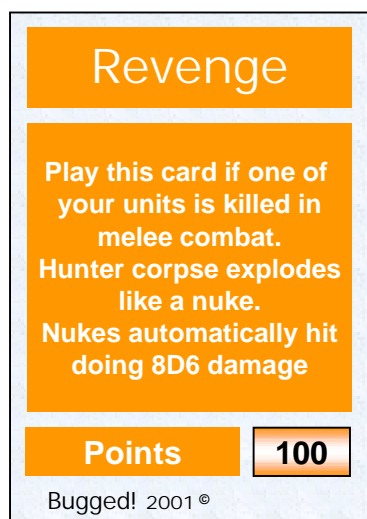 Revenge
Play this card if one of
your units is killed in
melee combat.
Hunter corpse explodes
like a nuke.
Nukes automatically hit
doing 8D6 damage
Points 100
Bugged! 2001 ©